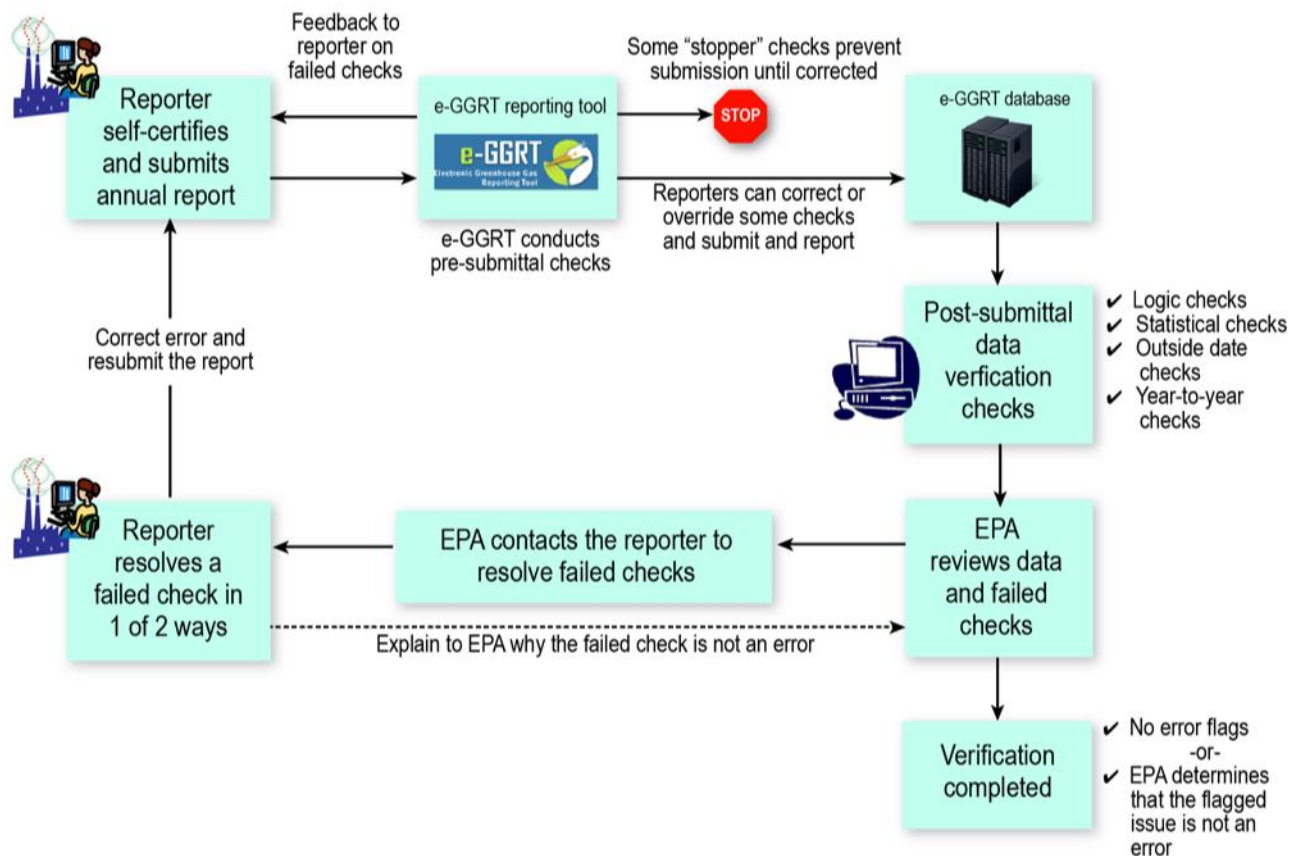 Feedback to
reporter on
failed checks
Some “stopper” checks prevent
submission until corrected
Reporter
self-certifies
and submits
annual report
e-GGRT reporting tool
e-GGRT
Electronic Greenhouse Gas
Reporting Tool
STOP
e-GGRT database
Reporters can correct or
override some checks
and submit and report
e-GGRT conducts
pre-submittal checks
Post-submittal
data
verfication
checks
✔ Logic checks
✔ Statistical checks
✔ Outside date
checks
✔ Year-to-year
checks
Correct error and
resubmit the report
Reporter
resolves a
failed check in
1 of 2 ways
EPA contacts the reporter to
resolve failed checks
EPA
reviews data
and failed
checks
Explain to EPA why the failed check is not an error
Verification
completed
✔ No error flags
-or-
✔ EPA determines
that the flagged
issue is not an
error